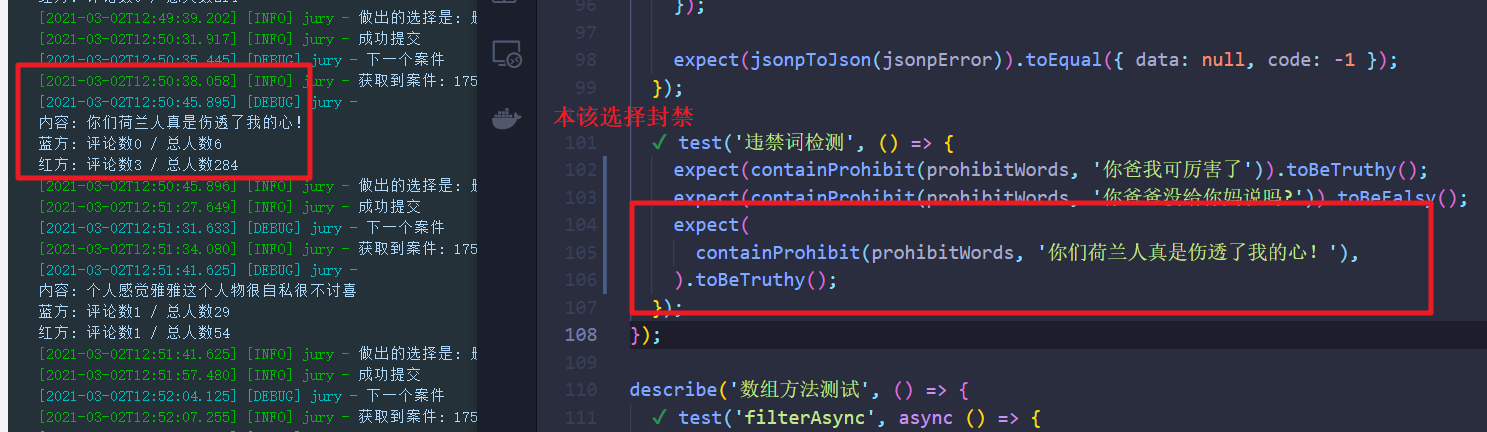 [2021-03-02T12:49:39.202] [INFO] jury - 做出的选择是: 册
[2021-03-02T12:50:31.917] [INFO] jury - 成功提交
[2021-03-02T12:50:35.445] [DEBUG] jury - 下一个案件
[2021-03-02T12:50:38.058] [INFO] jury - 获取到案件: 175
[2021-03-02T12:50:45.895] [DEBUG] jury -
内容: 你们荷兰人真是伤透了我的心!
蓝方: 评论数0 / 总人数6
红方: 评论数3 / 总人数284
[2021-03-02T12:50:45.896] [INFO] jury - 做出的选择是:
[2021-03-02T12:51:27.649] [INFO] jury - 成功提交
[2021-03-02T12:51:31.633] [DEBUG] jury - 下一个案件
[2021-03-02T12:51:34.080] [INFO] jury - 获取到案件: 175
[2021-03-02T12:51:41.625] [DEBUG] jury -
内容: 个人感觉雅雅这个人物很自私很不讨喜
蓝方: 评论数1 / 总人数29
红方: 评论数1 / 总人数54
[2021-03-02T12:51:41.625] [INFO] jury - 做出的选择是:
[2021-03-02T12:51:57.480] [INFO] jury - 成功提交
[2021-03-02T12:52:04.125] [DEBUG] jury - 下一个案件
[2021-03-02T12:52:07.255] [INFO] jury - 获取到案件: 175
96 });
97
98 expect(jsonpToJson(jsonpError)).toEqual({ data: null, code: -1 });
99 });
本该选择封禁
101 ✓ test('违禁词检测', () => {
102 expect(containProhibit(prohibitWords, '你爸我可厉害了')).toBeTruthy();
103 expect(containProhibit(prohibitWords, '你爸爸没给你妈说吗?')).toBeFalsy();
104 expect(
105 containProhibit(prohibitWords, '你们荷兰人真是伤透了我的心! '),
106 ).toBeTruthy();
107 });
108 });
109
110 describe('数组方法测试', () => {
111 ✓ test('filterAsync', async () => {